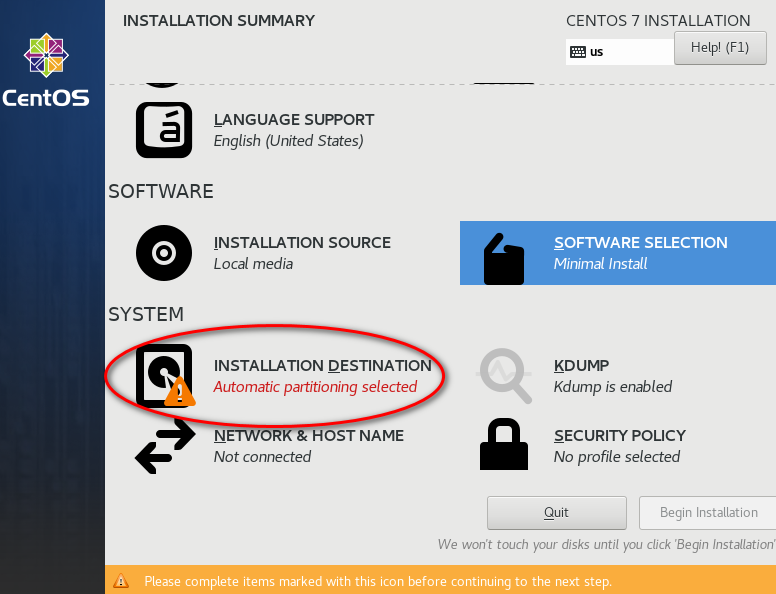 INSTALLATION SUMMARY
CENTOS 7 INSTALLATION
us
Help! (F1)
CentOS
LANGUAGE SUPPORT
English (United States)
SOFTWARE
INSTALLATION SOURCE
Local media
SOFTWARE SELECTION
Minimal Install
SYSTEM
INSTALLATION DESTINATION
Automatic partitioning selected
KDUMP
Kdump is enabled
NETWORK & HOST NAME
Not connected
SECURITY POLICY
No profile selected
Quit
Begin Installation
We won't touch your disks until you click 'Begin Installation'
Please complete items marked with this icon before continuing to the next step.